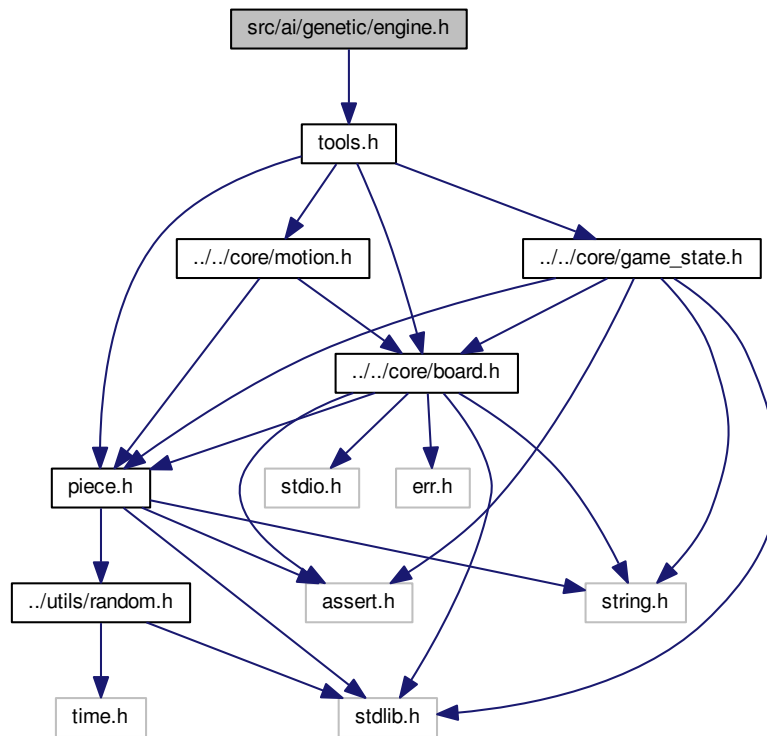 src/ai/genetic/engine.h
tools.h
../../core/motion.h
../../core/game_state.h
../../core/board.h
piece.h
stdio.h
err.h
../utils/random.h
assert.h
string.h
time.h
stdlib.h